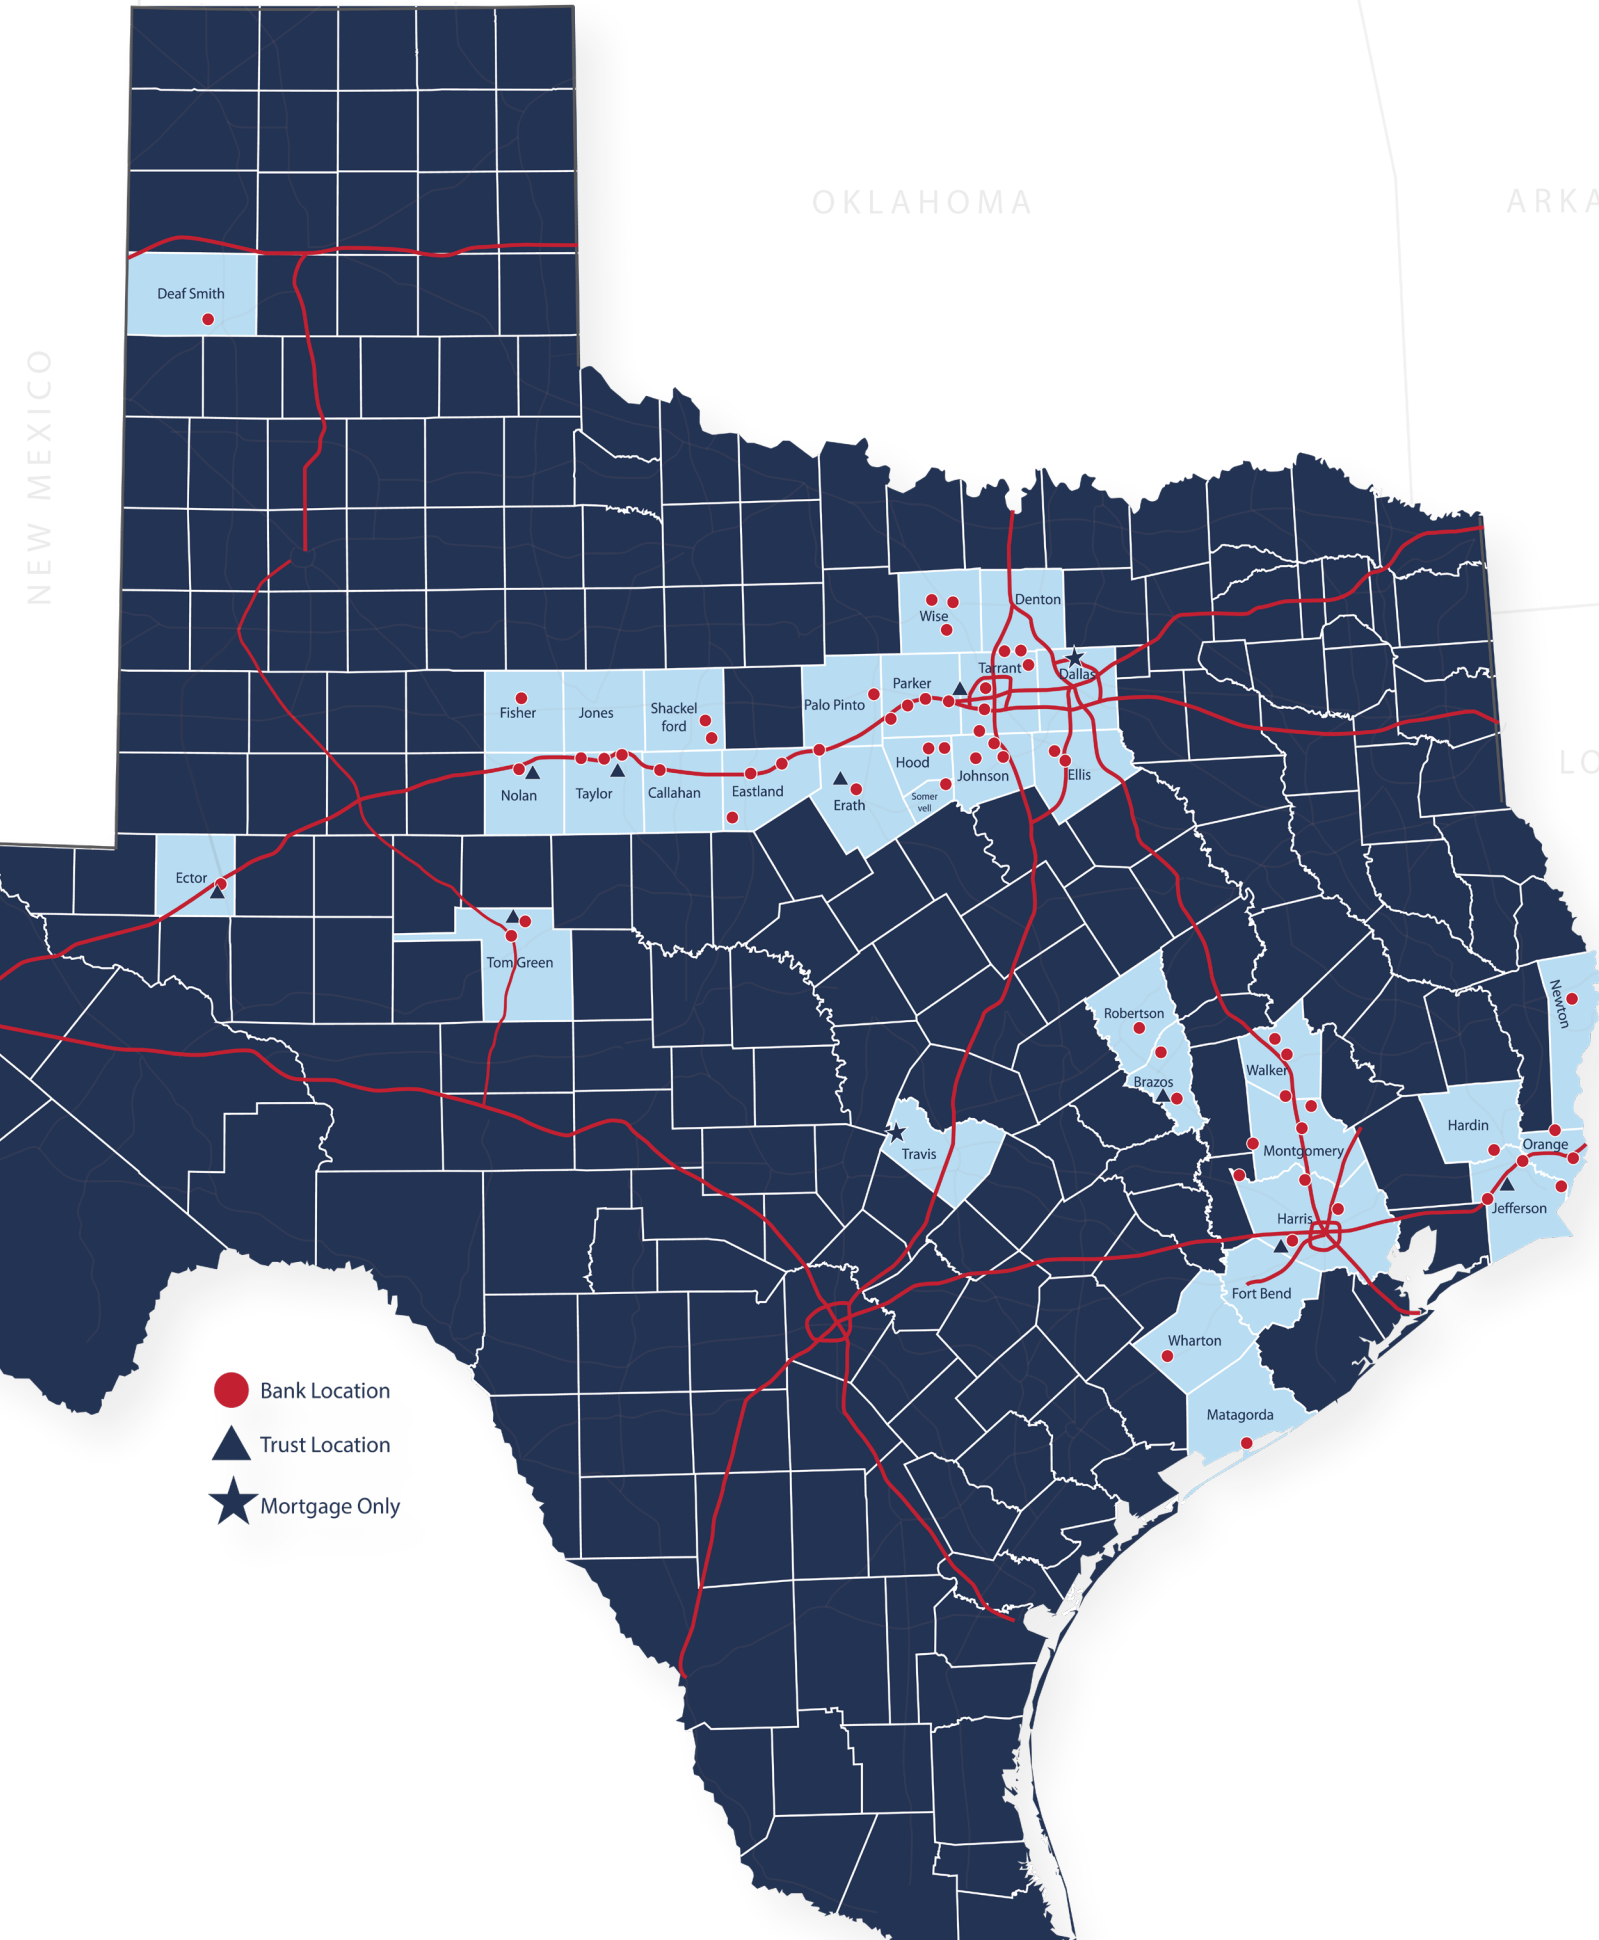 OKLAHOMA
ARKA
NEW MEXICO
LO
Deaf Smith
Denton
Wise
Tarrant
Dallas
Parker
Palo Pinto
Fisher
Jones
Shackel
ford
Hood
Johnson
Ellis
Nolan
Taylor
Callahan
Eastland
Erath
Somer
vell
Ector
Tom Green
Newton
Robertson
Walker
Brazos
Hardin
Orange
Travis
Montgomery
Jefferson
Harris
Fort Bend
Wharton
Matagorda
Bank Location
Trust Location
Mortgage Only